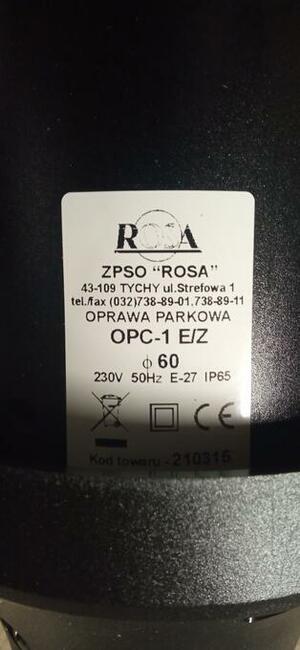 ROSA
ZPSO "ROSA"
43-109 TYCHY ul.Strefowa 1
tel./fax (032)738-89-01,738-89-11
OPRAWA PARKOWA
OPC-1 E/Z
ϕ 60
230V 50Hz E-27 IP65
CE
Kod towaru - 210315